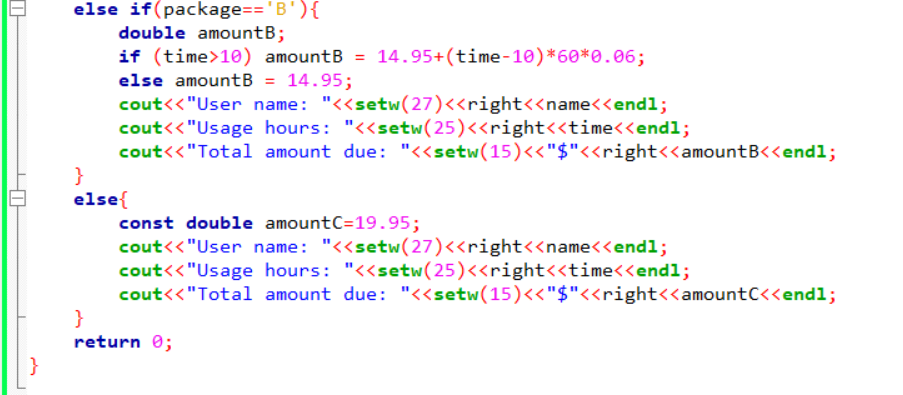 else if(package=='B'){
double amountB;
if (time>10) amountB = 14.95+(time-10)*60*0.06;
else amountB = 14.95;
cout<<"User name: "<<setw(27)<<right<<name<<endl;
cout<<"Usage hours: "<<setw(25)<<right<<time<<endl;
cout<<"Total amount due: "<<setw(15)<<"$"<<right<<amountB<<endl;
}
else{
const double amountC=19.95;
cout<<"User name: "<<setw(27)<<right<<name<<endl;
cout<<"Usage hours: "<<setw(25)<<right<<time<<endl;
cout<<"Total amount due: "<<setw(15)<<"$"<<right<<amountC<<endl;
}
return 0;
}